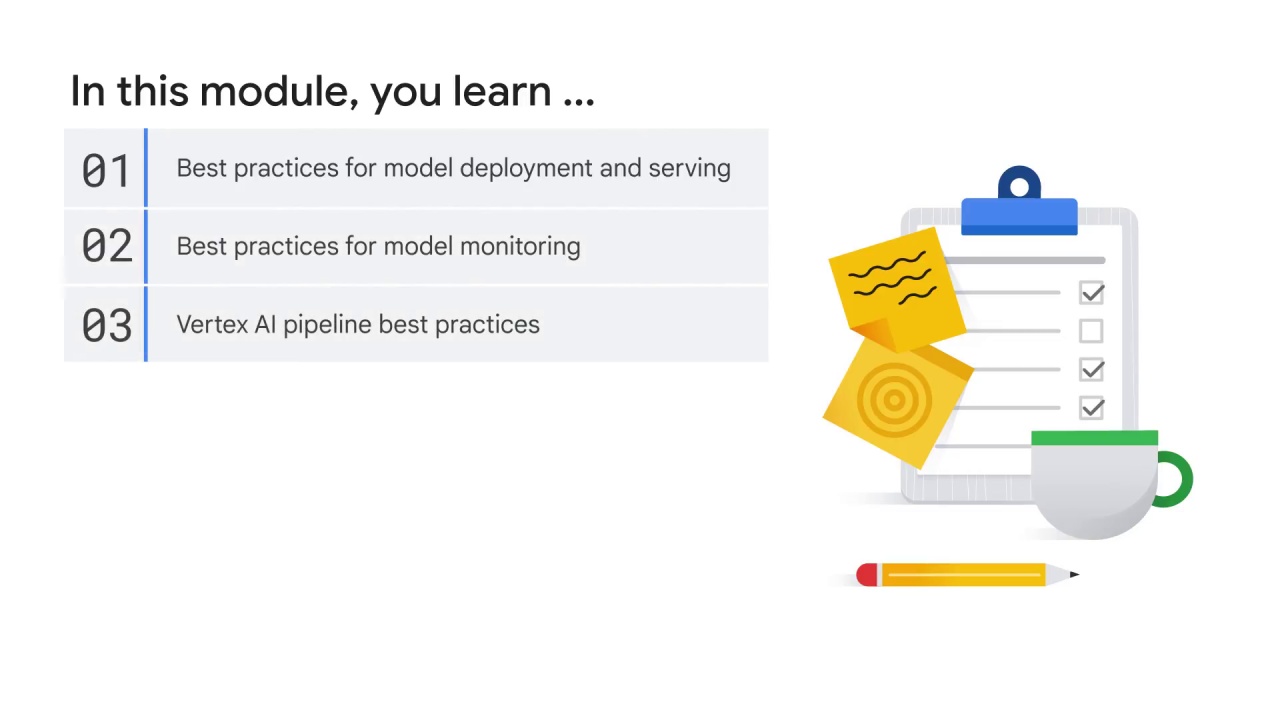 In this module, you learn ...
01 Best practices for model deployment and serving
02 Best practices for model monitoring
03 Vertex AI pipeline best practices